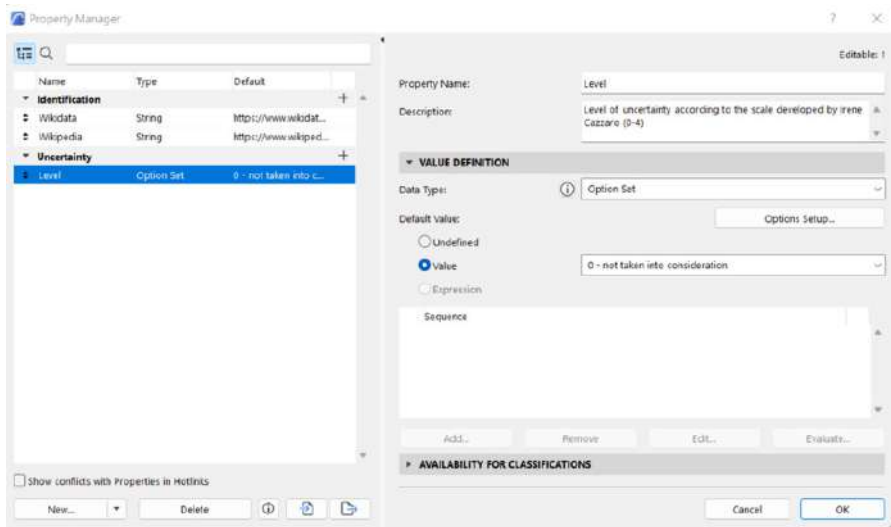 Property Manager
?
Editable: 1
Name Type Default
Identification
Wikidata String https://www.wikidat...
Wikipedia String https://www.wikiped...
Uncertainty
Level Option Set 0 - not taken into c...
Show conflicts with Properties in Hotlinks
New... Delete
Property Name: Level
Description: Level of uncertainty according to the scale developed by Irene
Cazzaro (0-4)
VALUE DEFINITION
Data Type: Option Set
Default Value: Options Setup...
Undefined
Value 0 - not taken into consideration
Expression
Sequence
Add... Remove Edit... Evaluate...
AVAILABILITY FOR CLASSIFICATIONS
Cancel OK